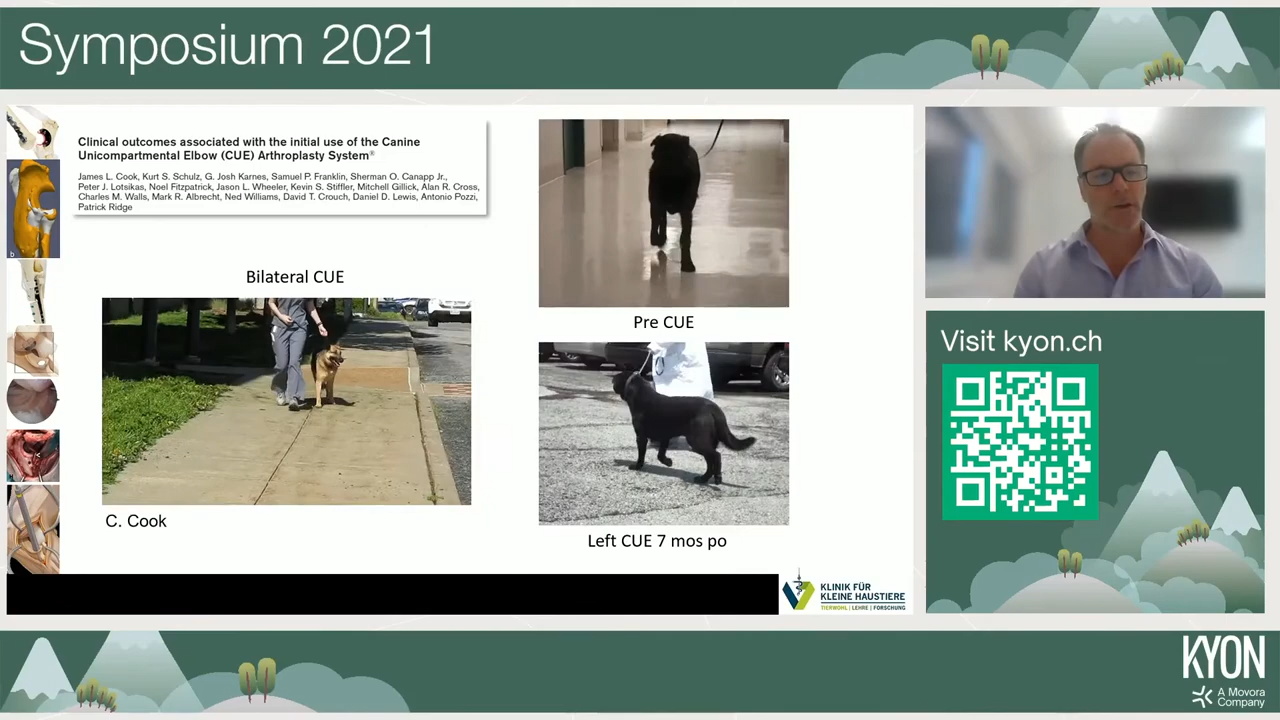 Symposium 2021
Clinical outcomes associated with the initial use of the Canine
Unicompartmental Elbow (CUE) Arthroplasty System®
James L. Cook, Kurt S. Schulz, G. Josh Karnes, Samuel P. Franklin, Sherman O. Canapp Jr.,
Peter J. Lotsikas, Noel Fitzpatrick, Jason L. Wheeler, Kevin S. Stiffler, Mitchell Gillick, Alan R. Cross,
Charles M. Walls, Mark R. Albrecht, Ned Williams, David T. Crouch, Daniel D. Lewis, Antonio Pozzi,
Patrick Ridge
Bilateral CUE
C. Cook
Pre CUE
Left CUE 7 mos po
b
KLINIK FÜR
KLEINE HAUSTIERE
TIERWOHL | LEHRE | FORSCHUNG
Visit kyon.ch
KYON
A Movora
Company